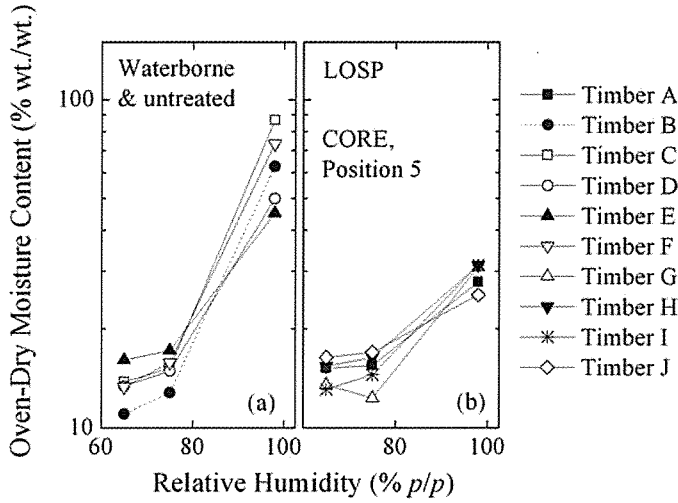 Oven-Dry Moisture Content (% wt./wt.)
100
10
Waterborne
& untreated
(a)
LOSP
CORE,
Position 5
(b)
60
80
100
80
100
Relative Humidity (% p/p)
Timber A
Timber B
Timber C
Timber D
Timber E
Timber F
Timber G
Timber H
Timber I
Timber J